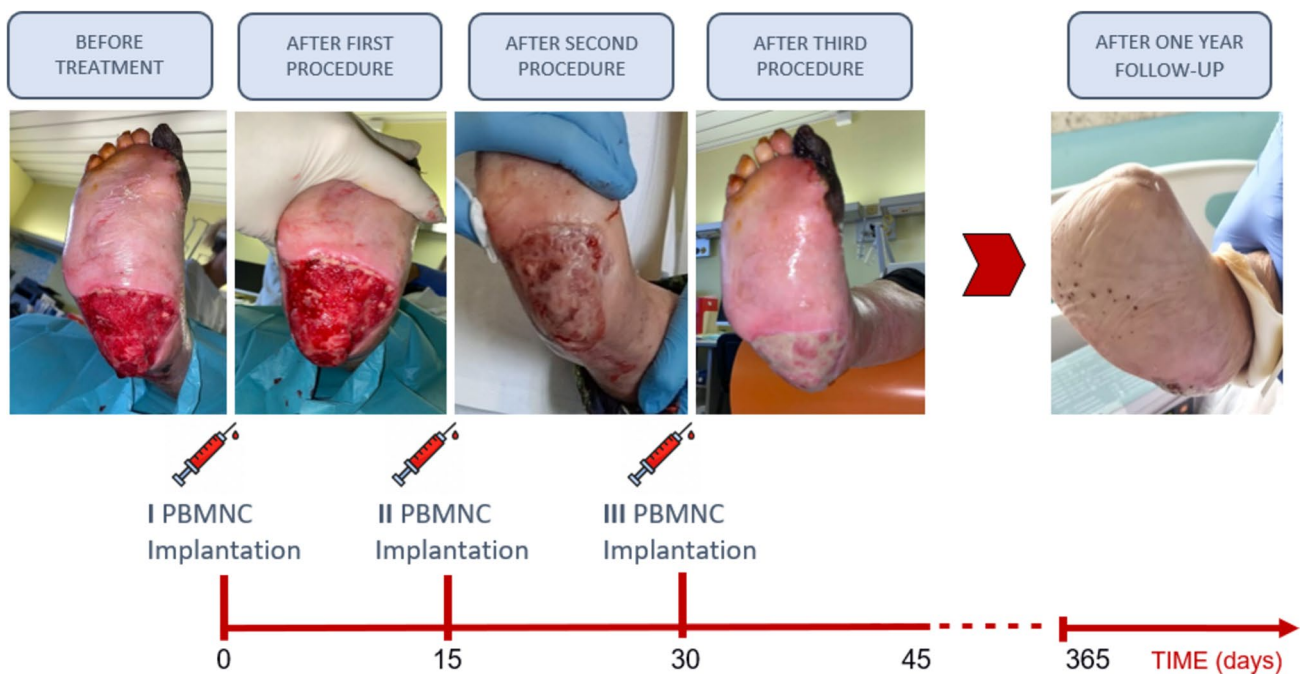 BEFORE
TREATMENT
AFTER FIRST
PROCEDURE
AFTER SECOND
PROCEDURE
AFTER THIRD
PROCEDURE
AFTER ONE YEAR
FOLLOW-UP
I PBMNC
Implantation
II PBMNC
Implantation
III PBMNC
Implantation
0
15
30
45
365
TIME (days)